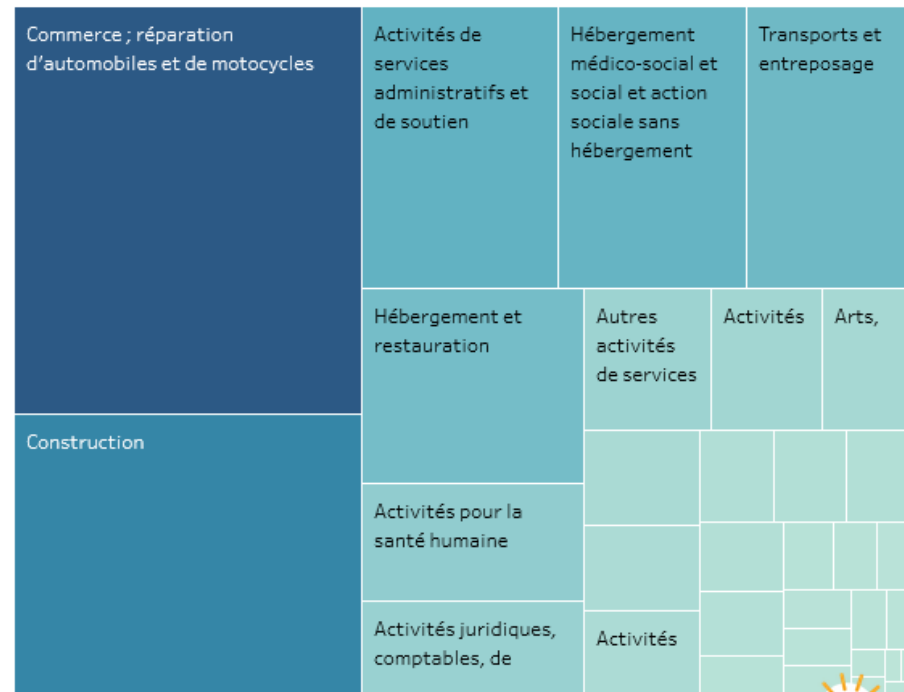 Commerce ; réparation
d'automobiles et de motocycles
Activités de
services
administratifs et
de soutien
Hébergement
médico-social et
social et action
sociale sans
hébergement
Transports et
entreposage
Hébergement et
restauration
Autres
activités
de services
Activités
Arts,
Construction
Activités pour la
santé humaine
Activités juridiques,
comptables, de
Activités